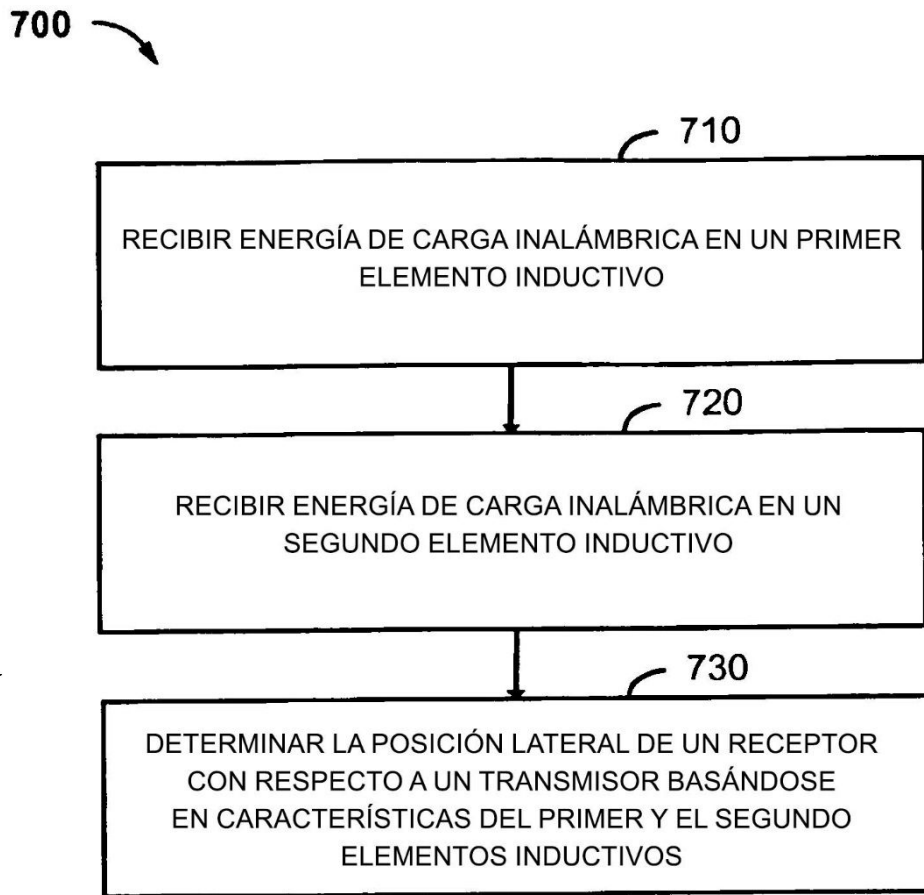 700
710
RECIBIR ENERGÍA DE CARGA INALÁMBRICA EN UN PRIMER
ELEMENTO INDUCTIVO
720
RECIBIR ENERGÍA DE CARGA INALÁMBRICA EN UN
SEGUNDO ELEMENTO INDUCTIVO
730
DETERMINAR LA POSICIÓN LATERAL DE UN RECEPTOR
CON RESPECTO A UN TRANSMISOR BASÁNDOSE
EN CARACTERÍSTICAS DEL PRIMER Y EL SEGUNDO
ELEMENTOS INDUCTIVOS